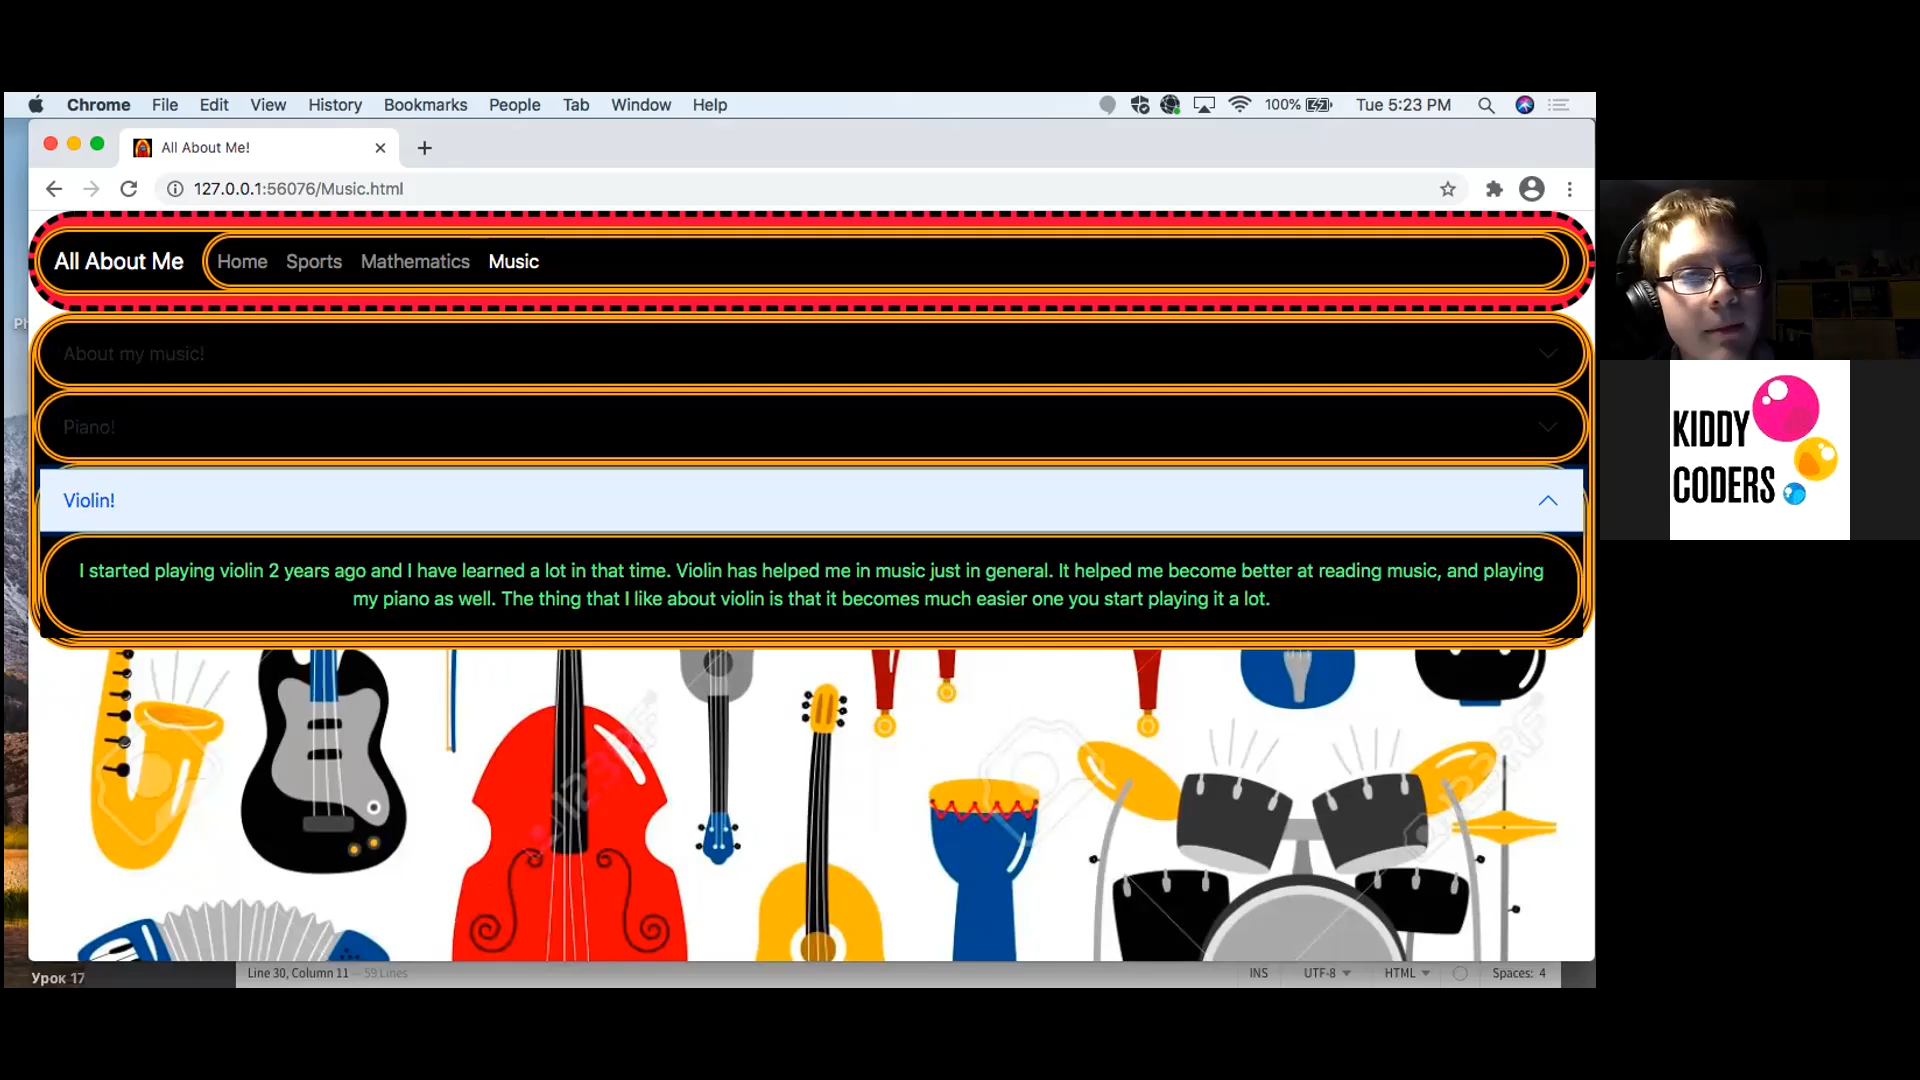 Chrome File Edit View History Bookmarks People Tab Window Help 100% Tue 5:23 PM
All About Me!
127.0.0.1:56076/Music.html
All About Me Home Sports Mathematics Music
About my music!
Piano!
Violin!
I started playing violin 2 years ago and I have learned a lot in that time. Violin has helped me in music just in general. It helped me become better at reading music, and playing
my piano as well. The thing that I like about violin is that it becomes much easier one you start playing it a lot.
KIDDY
CODERS
123RF
Урок 17
Line 30, Column 11 — 59 Lines INS UTF-8 HTML Spaces: 4